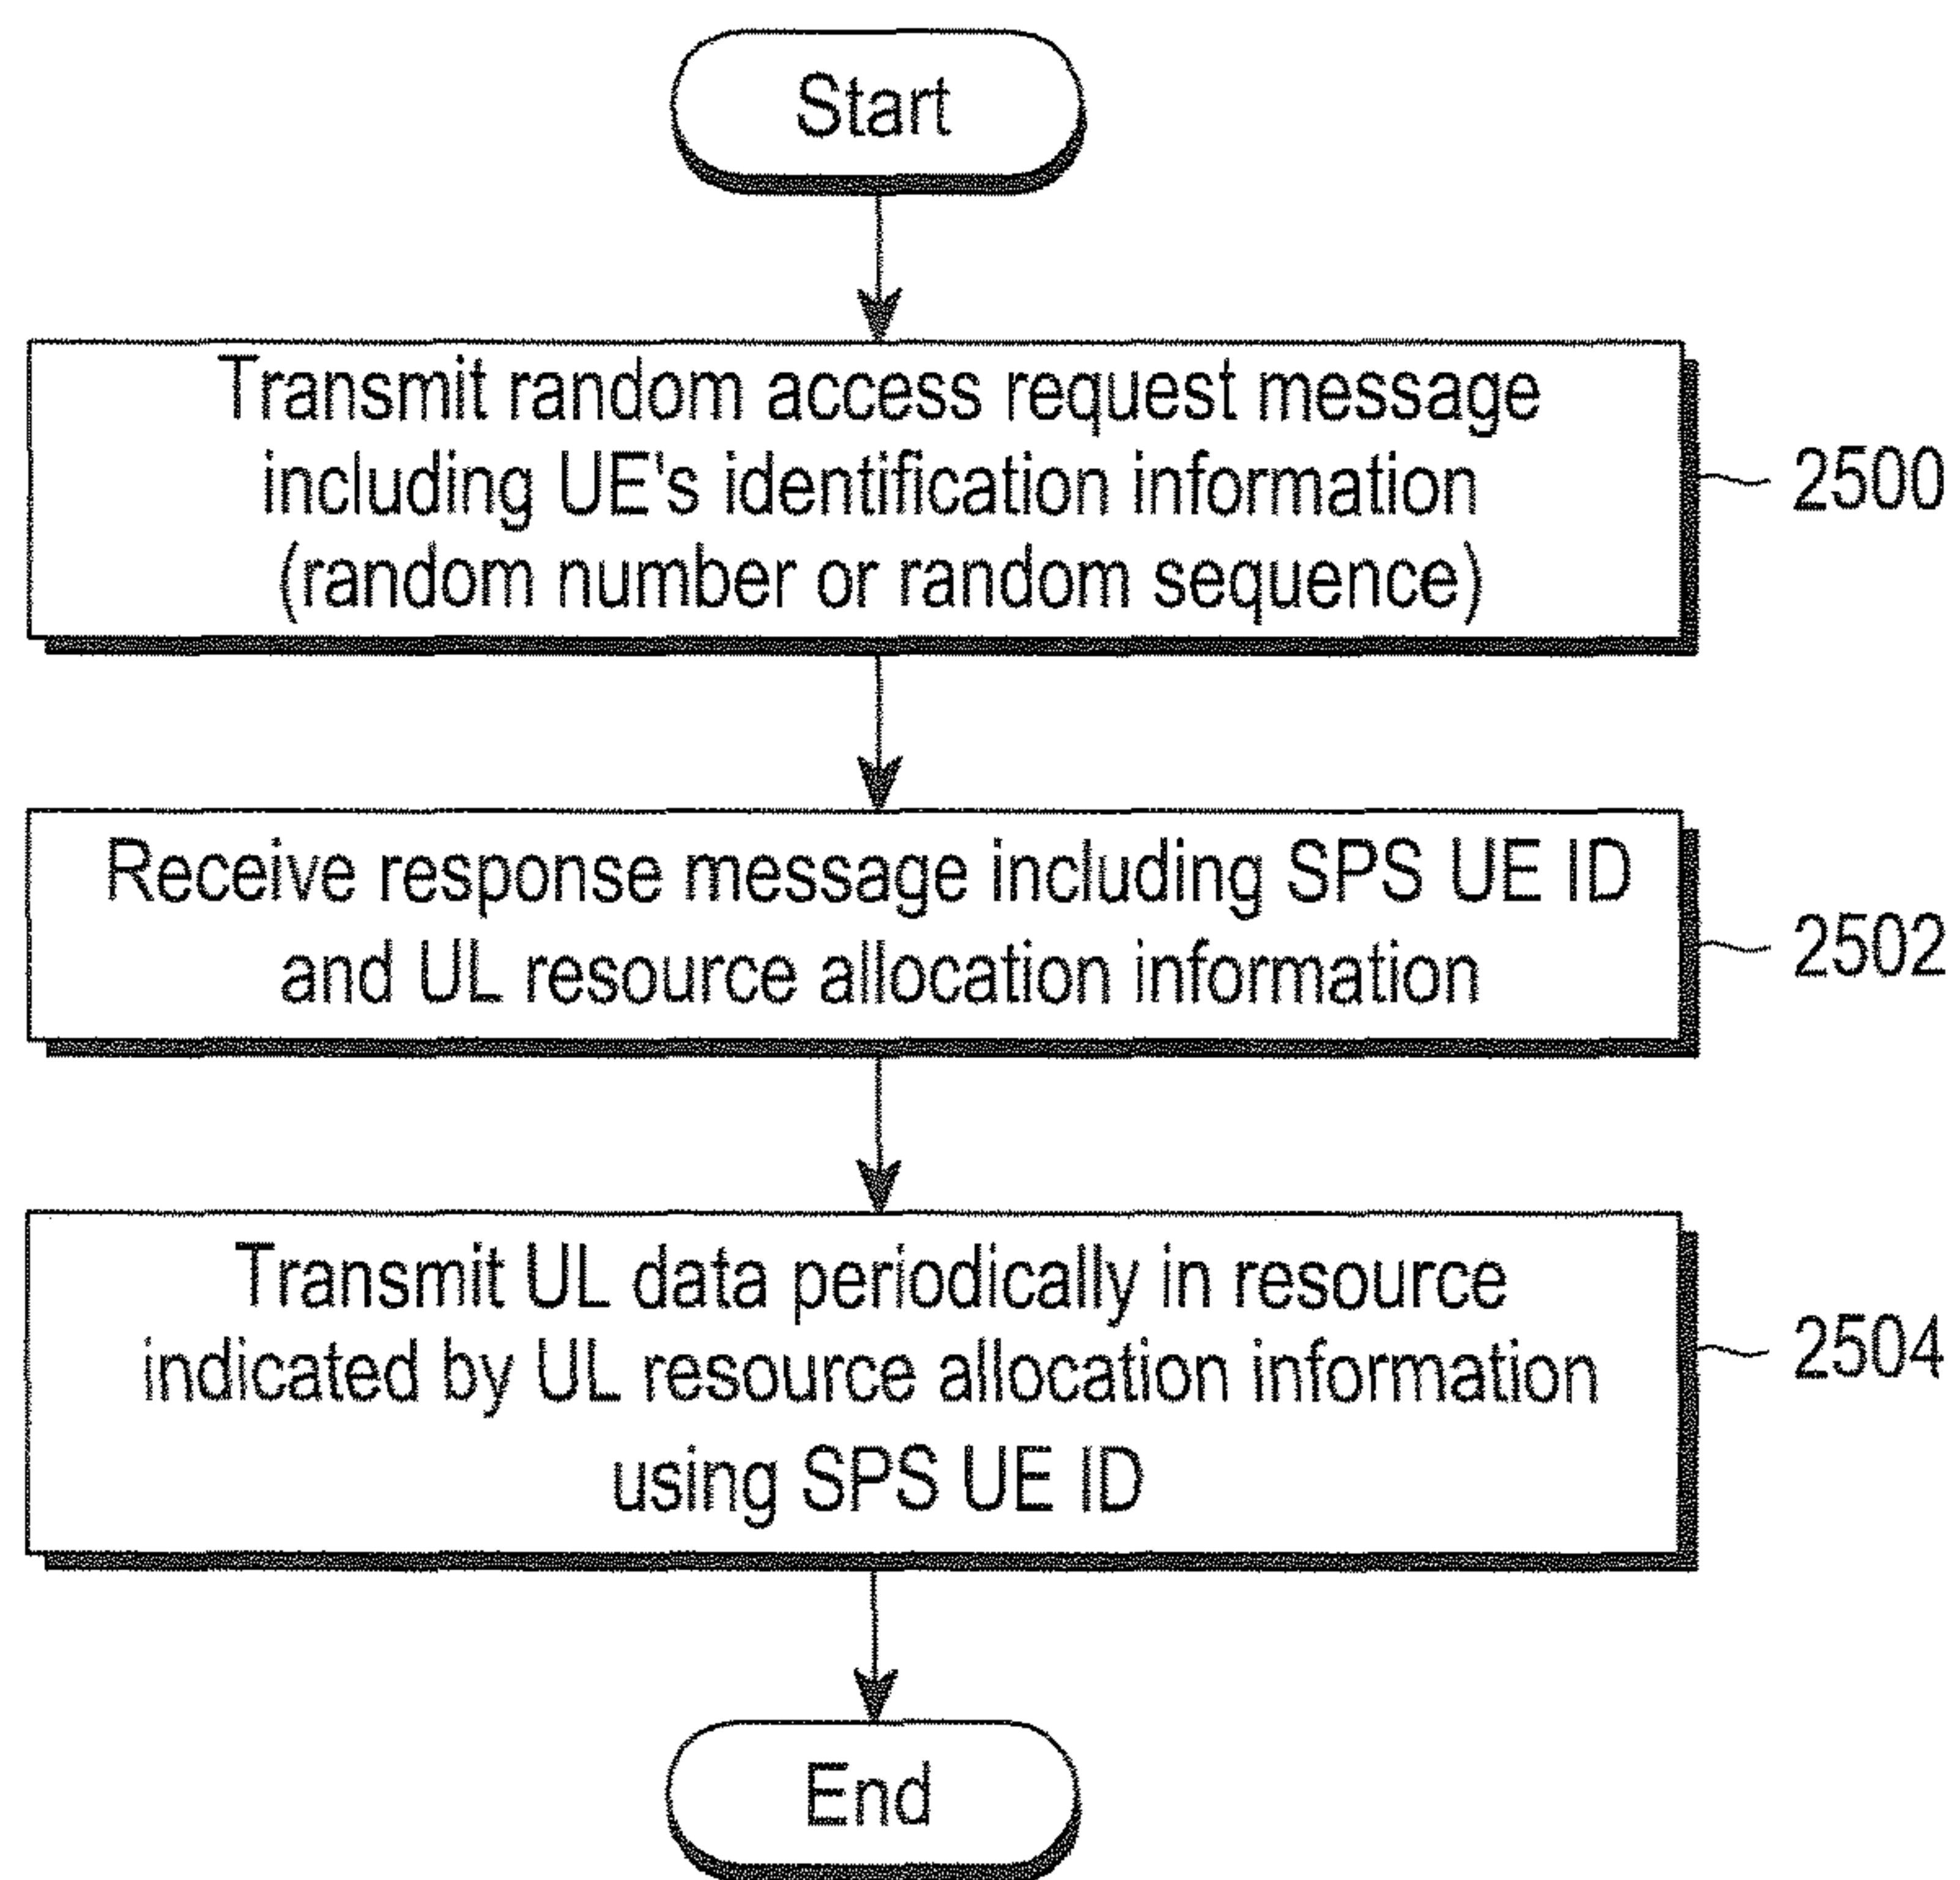 Start
Transmit random access request message
including UE's identification information
(random number or random sequence)
2500
Receive response message including SPS UE ID
and UL resource allocation information
2502
Transmit UL data periodically in resource
indicated by UL resource allocation information
using SPS UE ID
2504
End